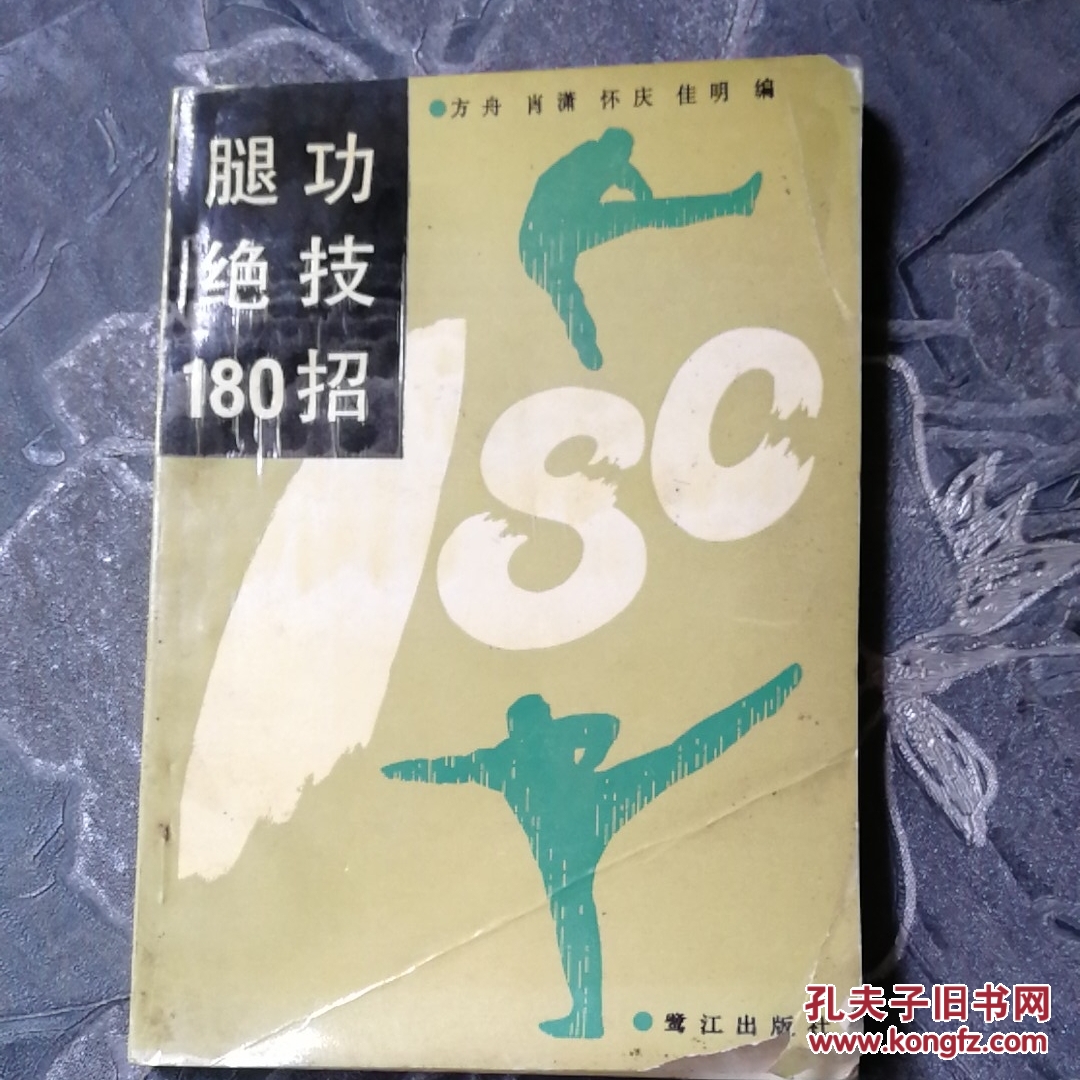 方舟 肖潇 怀庆 佳明 编
腿功
绝技
180招
180
鹭江出版社
孔夫子旧书网
www.kongfz.com